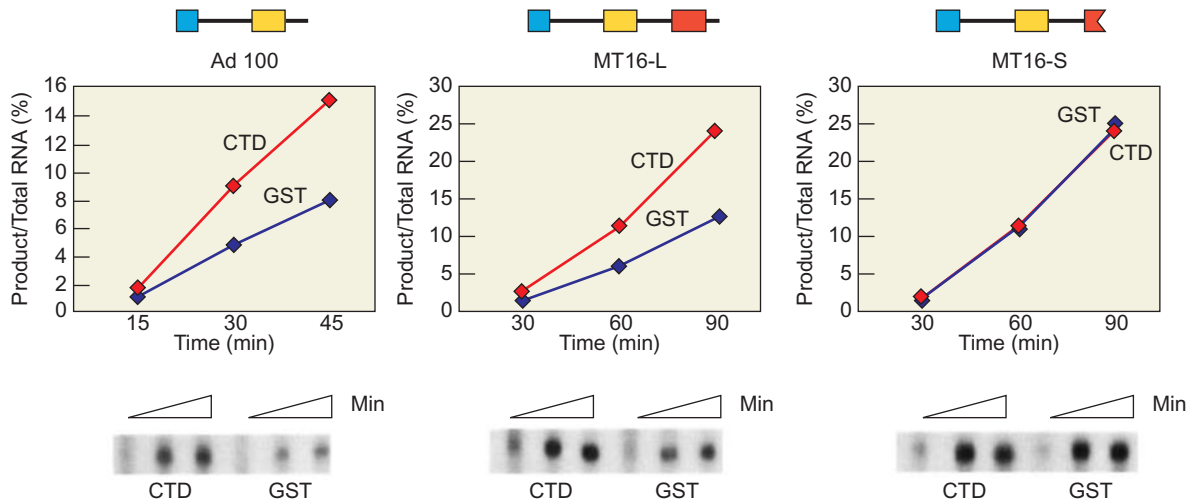 Ad 100
Product/Total RNA (%)
16
14
12
10
8
6
4
2
0
CTD
GST
15 30 45
Time (min)
Min
CTD GST
MT16-L
Product/Total RNA (%)
30
25
20
15
10
5
0
CTD
GST
30 60 90
Time (min)
Min
CTD GST
MT16-S
Product/Total RNA (%)
30
25
20
15
10
5
0
GST
CTD
30 60 90
Time (min)
Min
CTD GST